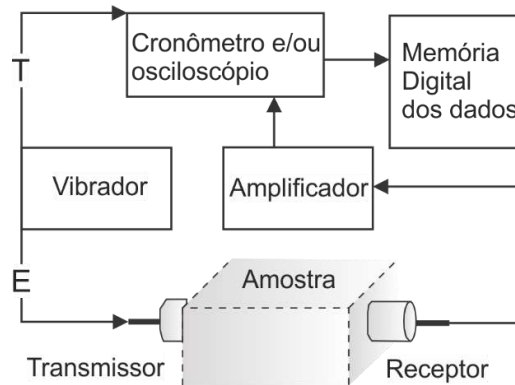 T
Cronômetro e/ou
osciloscópio
Memória
Digital
dos dados
Vibrador
Amplificador
E
Amostra
Transmissor
Receptor